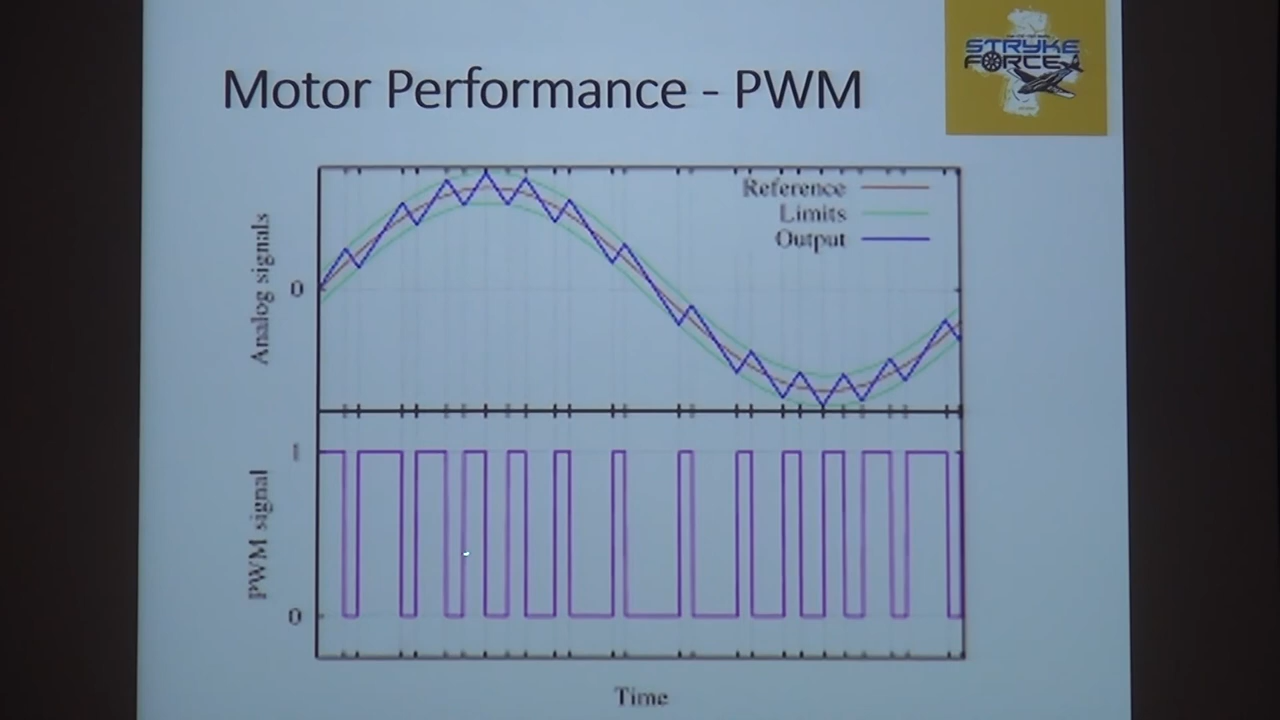 Motor Performance - PWM
STRYKE
FORCE
Reference
Limits
Output
Analog signals
0
1
PWM signal
0
Time